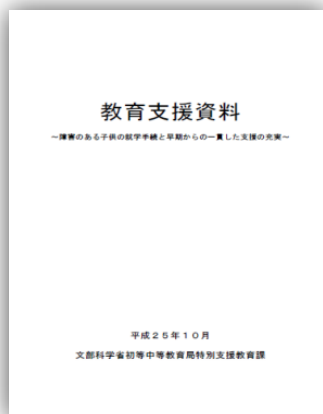 教育支援資料
～障害のある子供の就学手続と早期からの一貫した支援の充実～
平成２５年１０月
文部科学省初等中等教育局特別支援教育課